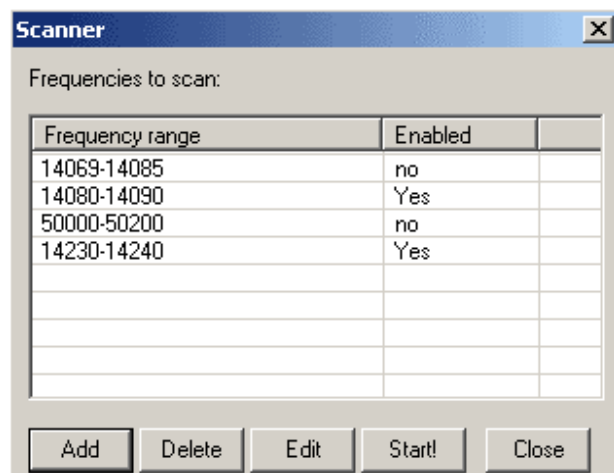 Scanner
Frequencies to scan:
Frequency range Enabled
14069-14085 no
14080-14090 Yes
50000-50200 no
14230-14240 Yes
Add Delete Edit Start! Close